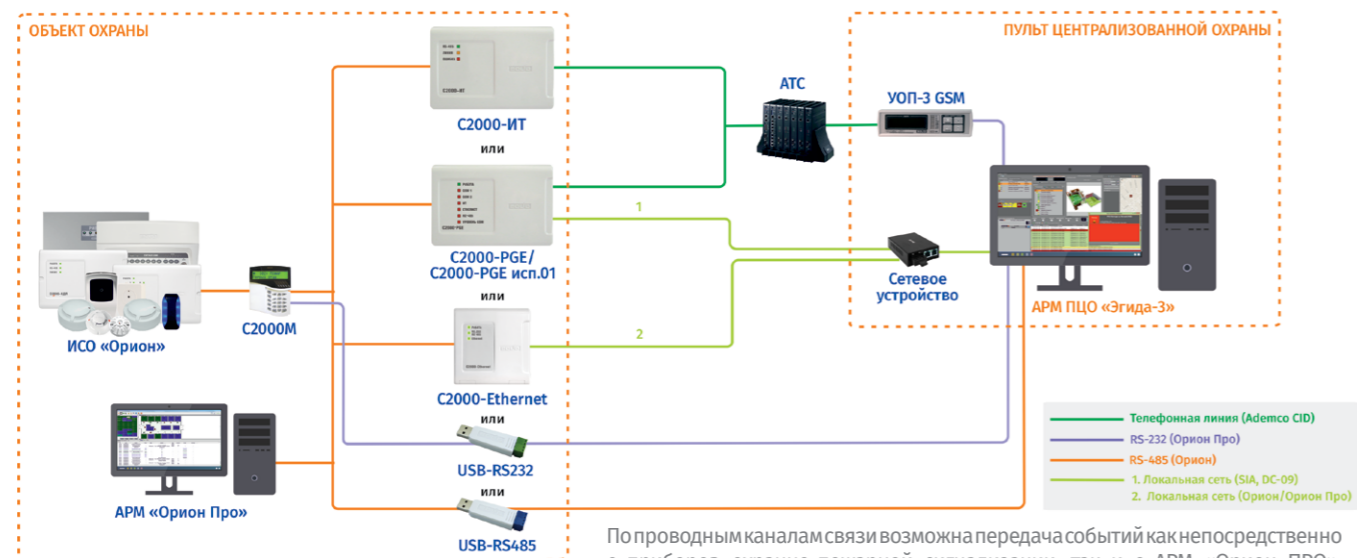 ОБЪЕКТ ОХРАНЫ
ПУЛЬТ ЦЕНТРАЛИЗОВАННОЙ ОХРАНЫ
С2000-ИТ
или
АТС
УОП-3 GSM
1
С2000-PGE/
С2000-PGE исп.01
или
Сетевое
устройство
АРМ ПЦО «Эгида-3»
С2000М
ИСО «Орион»
2
С2000-Ethernet
или
USB-RS232
или
АРМ «Орион Про»
USB-RS485
Телефонная линия (Ademco CID)
RS-232 (Орион Про)
RS-485 (Орион)
1. Локальная сеть (SIA, DC-09)
2. Локальная сеть (Орион/Орион Про)
По проводным каналам связи возможна передача событий как непосредственно